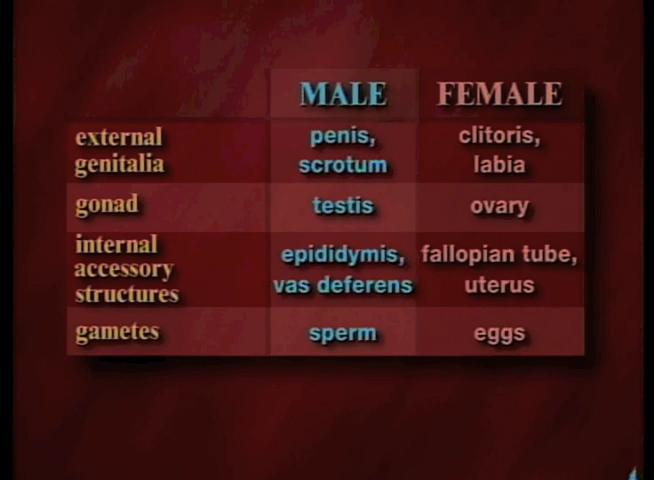 MALE FEMALE
external penis, clitoris,
genitalia scrotum labia
gonad testis ovary
internal
accessory epididymis, fallopian tube,
structures vas deferens uterus
gametes sperm eggs